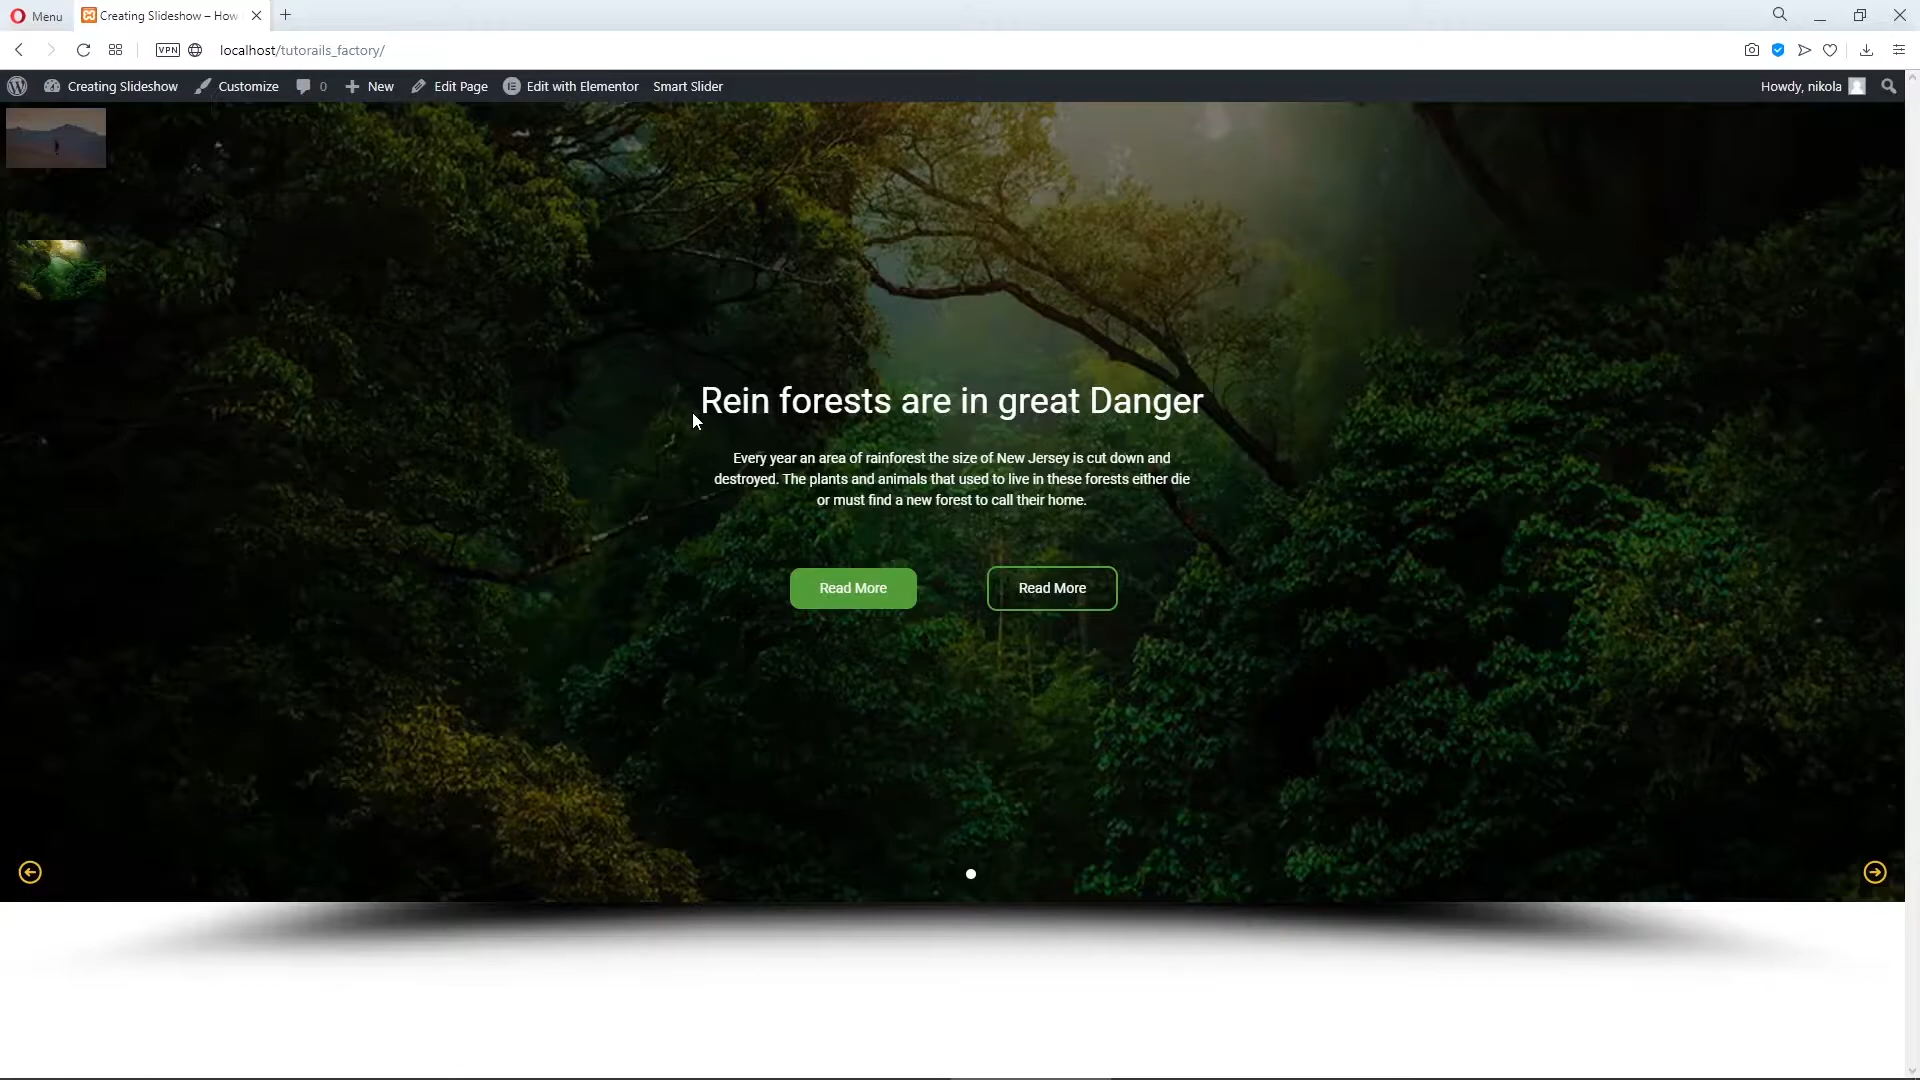 Menu
Creating Slideshow – How
VPN
localhost/tutorails_factory/
Creating Slideshow
Customize
0
New
Edit Page
Edit with Elementor
Smart Slider
Howdy, nikola
Rein forests are in great Danger
Every year an area of rainforest the size of New Jersey is cut down and
destroyed. The plants and animals that used to live in these forests either die
or must find a new forest to call their home.
Read More
Read More